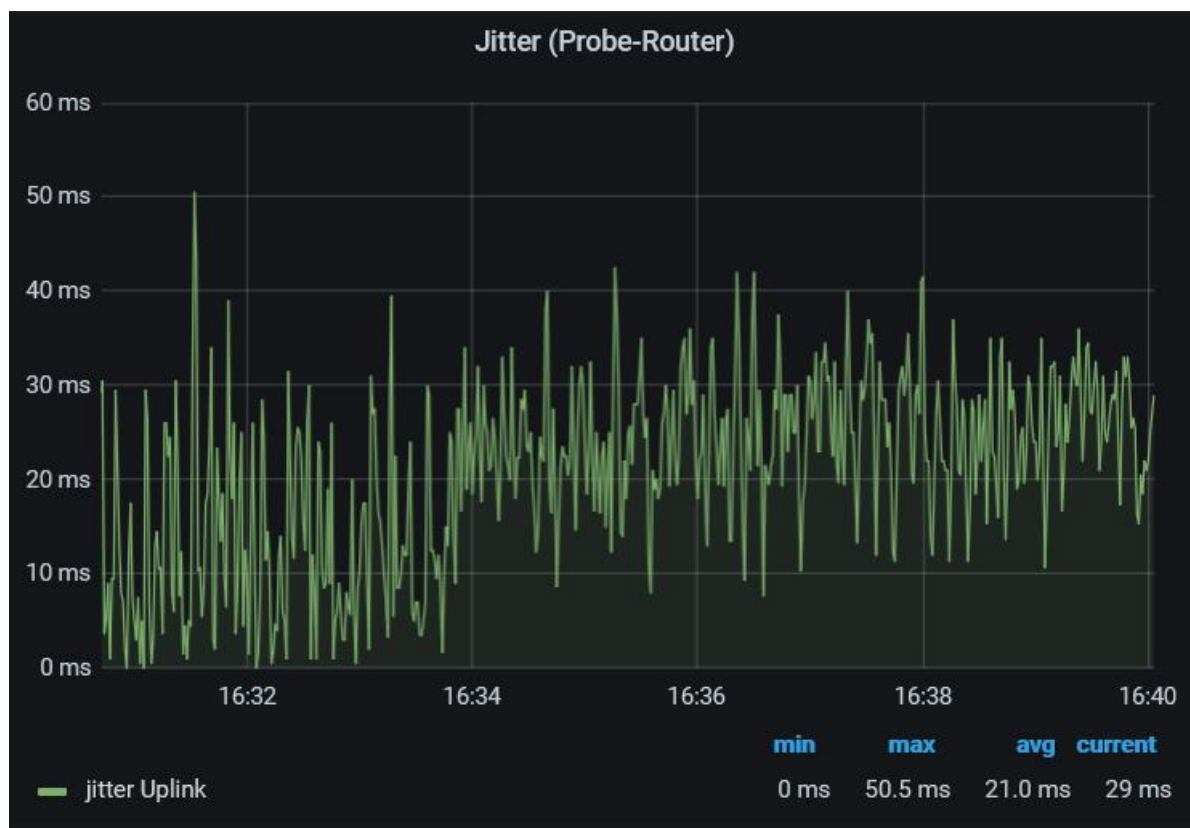 Jitter (Probe-Router)
60 ms
50 ms
40 ms
30 ms
20 ms
10 ms
0 ms
16:32 16:34 16:36 16:38 16:40
min max avg current
jitter Uplink 0 ms 50.5 ms 21.0 ms 29 ms